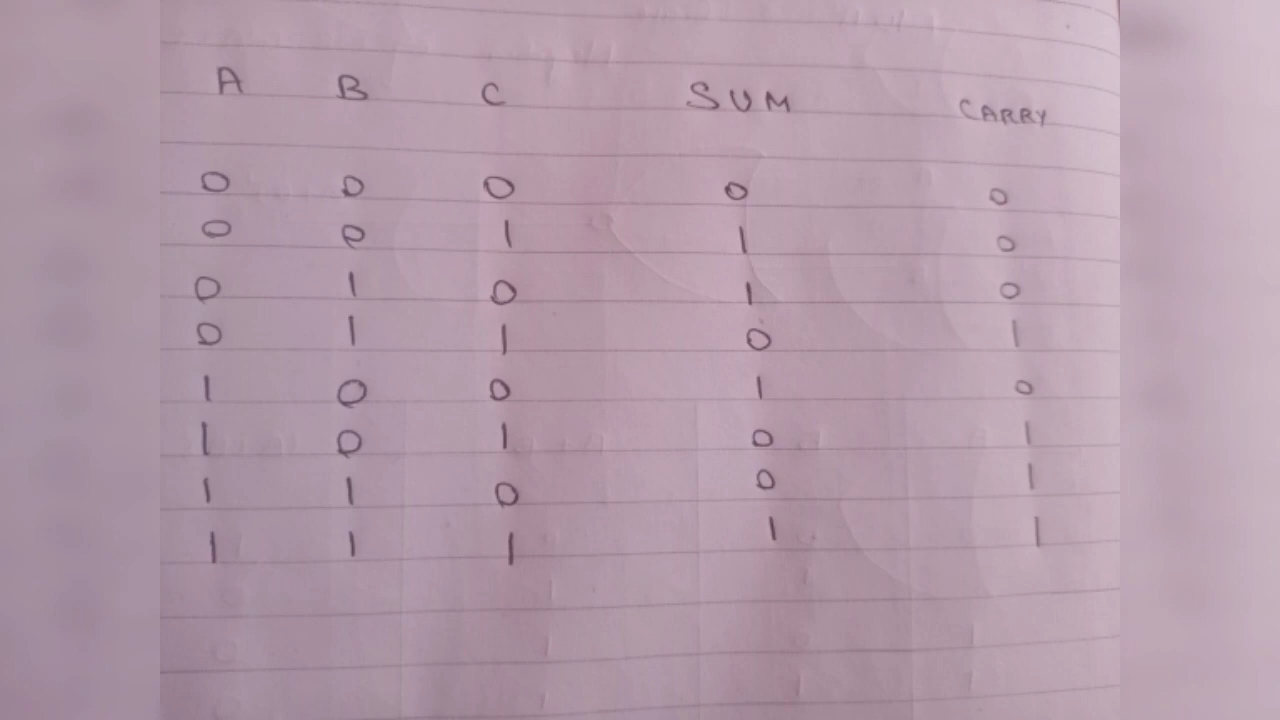 A B C SUM CARRY
0 0 0 0 0
0 0 1 1 0
0 1 0 1 0
0 1 1 0 1
1 0 0 1 0
1 0 1 0 1
1 1 0 0 1
1 1 1 1 1